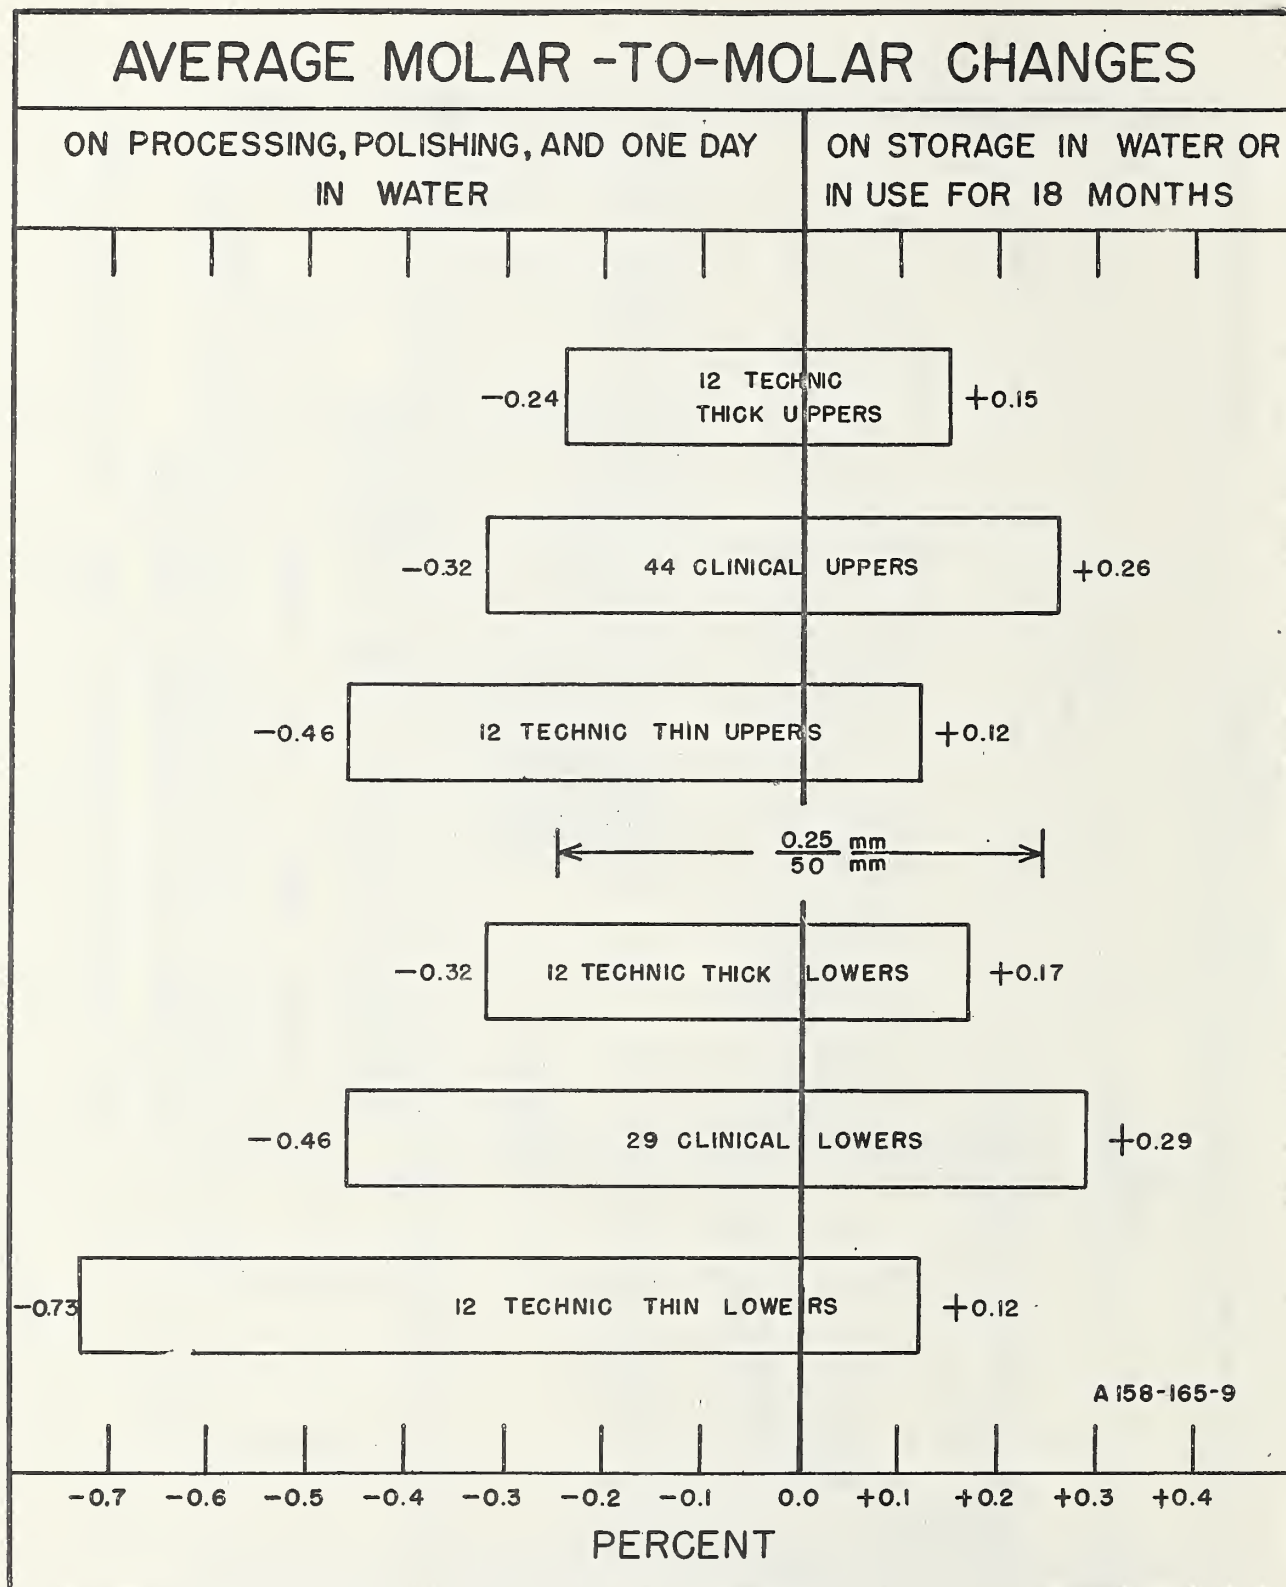 AVERAGE MOLAR -TO-MOLAR CHANGES
ON PROCESSING, POLISHING, AND ONE DAY
IN WATER
ON STORAGE IN WATER OR
IN USE FOR 18 MONTHS
-0.24
12 TECHNIC
THICK UPPERS
+0.15
-0.32
44 CLINICAL UPPERS
+0.26
-0.46
12 TECHNIC THIN UPPERS
+0.12
0.25 mm
50 mm
-0.32
12 TECHNIC THICK LOWERS
+0.17
-0.46
29 CLINICAL LOWERS
+0.29
-0.73
12 TECHNIC THIN LOWERS
+0.12
A 158-165-9
-0.7 -0.6 -0.5 -0.4 -0.3 -0.2 -0.1 0.0 +0.1 +0.2 +0.3 +0.4
PERCENT